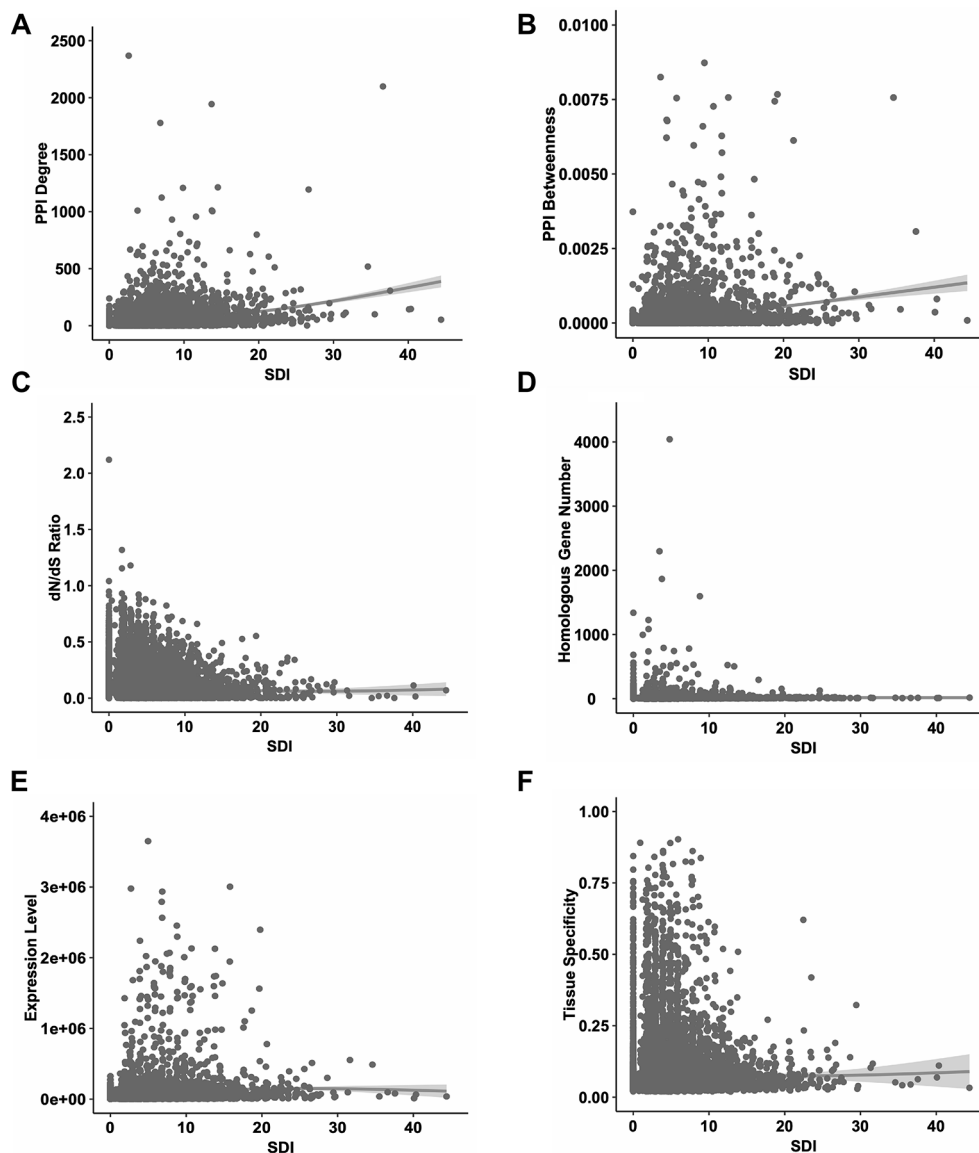 A
B
2500
2000
1500
1000
500
0
PPI Degree
0 10 20 30 40
SDI
0.0100
0.0075
0.0050
0.0025
0.0000
PPI Betweenness
0 10 20 30 40
SDI
C
D
2.5
2.0
1.5
1.0
0.5
0.0
dN/dS Ratio
0 10 20 30 40
SDI
4000
3000
2000
1000
0
Homologous Gene Number
0 10 20 30 40
SDI
E
F
4e+06
3e+06
2e+06
1e+06
0e+00
Expression Level
0 10 20 30 40
SDI
1.00
0.75
0.50
0.25
0.00
Tissue Specificity
0 10 20 30 40
SDI